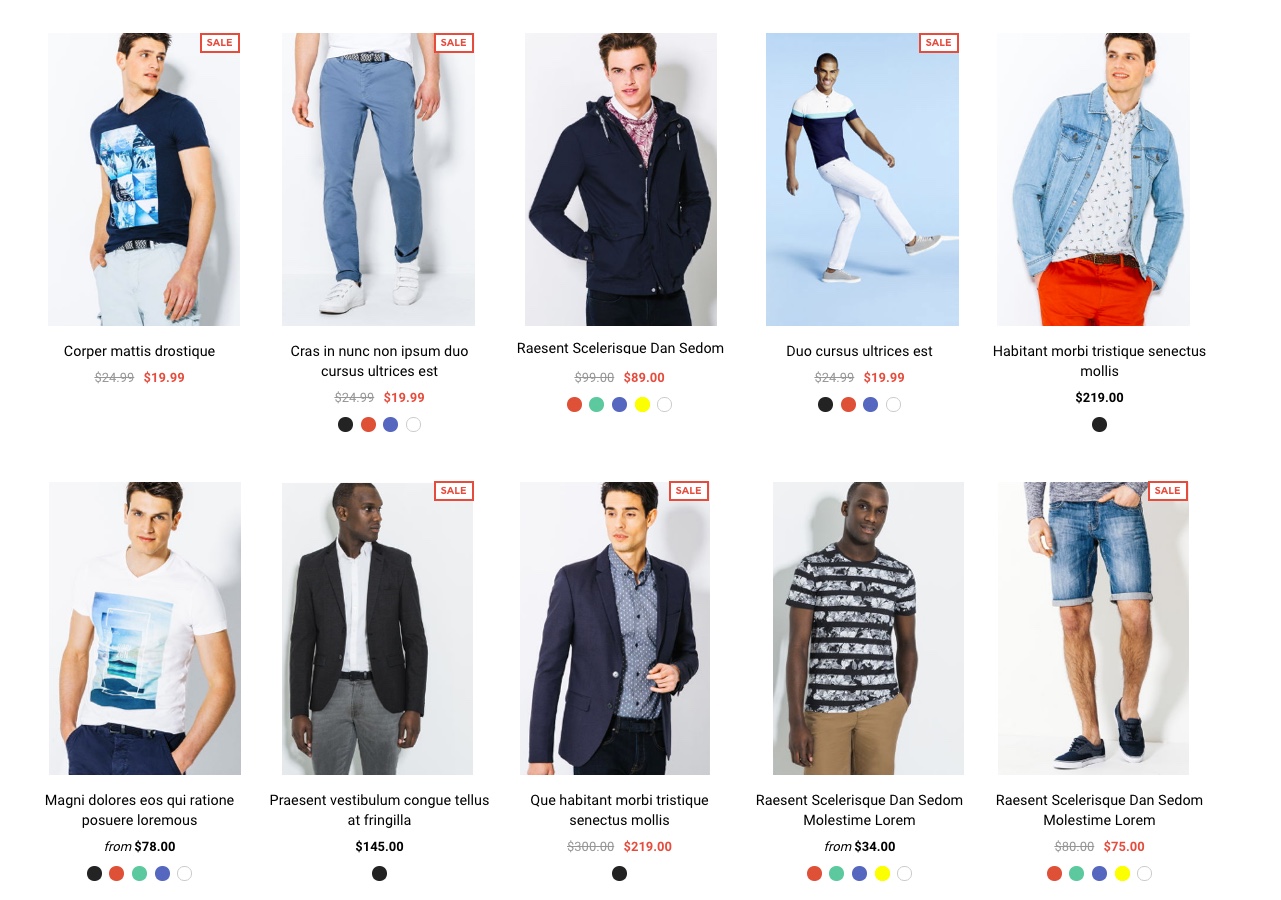 SALE
SALE
SALE
Corper mattis drostique
$24.99 $19.99
Cras in nunc non ipsum duo
cursus ultrices est
$24.99 $19.99
Raesent Scelerisque Dan Sedom
$99.00 $89.00
Duo cursus ultrices est
$24.99 $19.99
Habitant morbi tristique senectus
mollis
$219.00
SALE
SALE
SALE
Magni dolores eos qui ratione
posuere loremous
from $78.00
Praesent vestibulum congue tellus
at fringilla
$145.00
Que habitant morbi tristique
senectus mollis
$300.00 $219.00
Raesent Scelerisque Dan Sedom
Molestime Lorem
from $34.00
Raesent Scelerisque Dan Sedom
Molestime Lorem
$80.00 $75.00